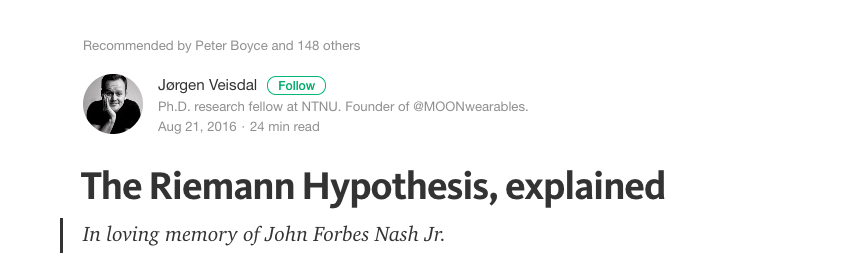 Recommended by Peter Boyce and 148 others
Jørgen Veisdal Follow
Ph.D. research fellow at NTNU. Founder of @MOONwearables.
Aug 21, 2016 · 24 min read
The Riemann Hypothesis, explained
In loving memory of John Forbes Nash Jr.